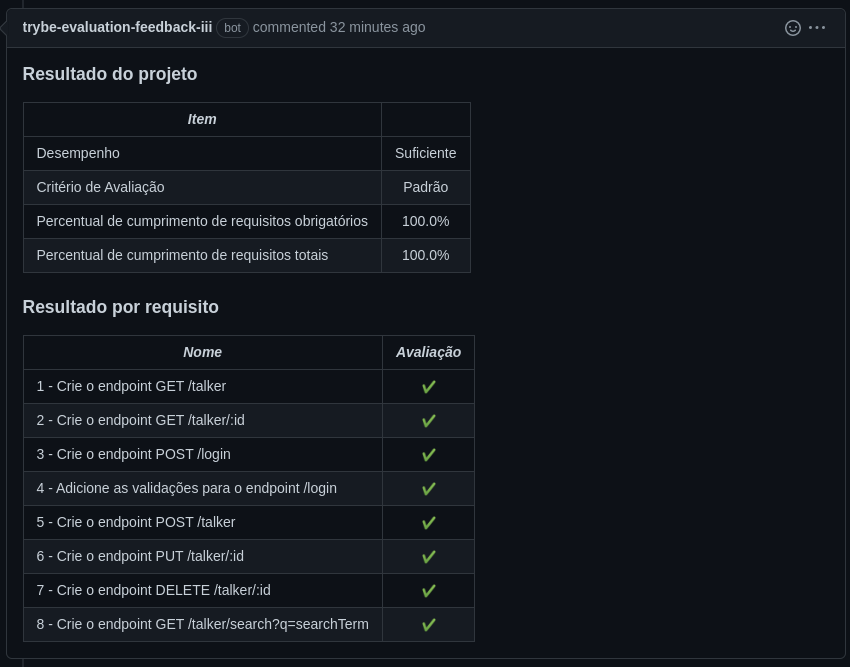 trybe-evaluation-feedback-iii bot commented 32 minutes ago
Resultado do projeto
Item
Desempenho Suficiente
Critério de Avaliação Padrão
Percentual de cumprimento de requisitos obrigatórios 100.0%
Percentual de cumprimento de requisitos totais 100.0%
Resultado por requisito
Nome Avaliação
1 - Crie o endpoint GET /talker ✔
2 - Crie o endpoint GET /talker/:id ✔
3 - Crie o endpoint POST /login ✔
4 - Adicione as validações para o endpoint /login ✔
5 - Crie o endpoint POST /talker ✔
6 - Crie o endpoint PUT /talker/:id ✔
7 - Crie o endpoint DELETE /talker/:id ✔
8 - Crie o endpoint GET /talker/search?q=searchTerm ✔